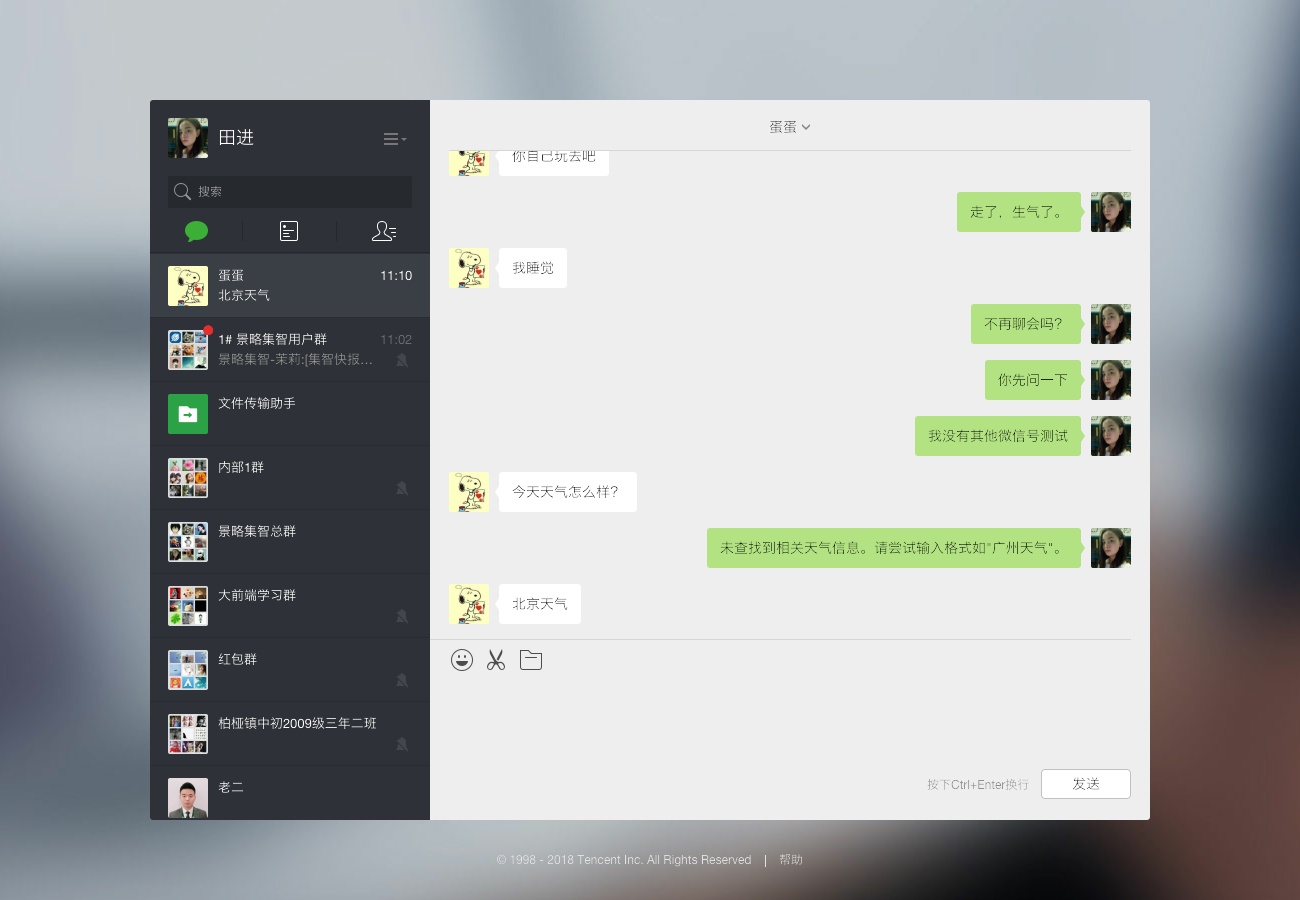 田进
搜索
蛋蛋 11:10
北京天气
1# 景略集智用户群 11:02
景略集智-茉莉:[集智快报...
文件传输助手
内部1群
景略集智总群
大前端学习群
红包群
柏桠镇中初2009级三年二班
老二
蛋蛋
你自己玩去吧
走了，生气了。
我睡觉
不再聊会吗？
你先问一下
我没有其他微信号测试
今天天气怎么样？
未查找到相关天气信息。请尝试输入格式如"广州天气"。
北京天气
按下Ctrl+Enter换行
发送
© 1998 - 2018 Tencent Inc. All Rights Reserved | 帮助